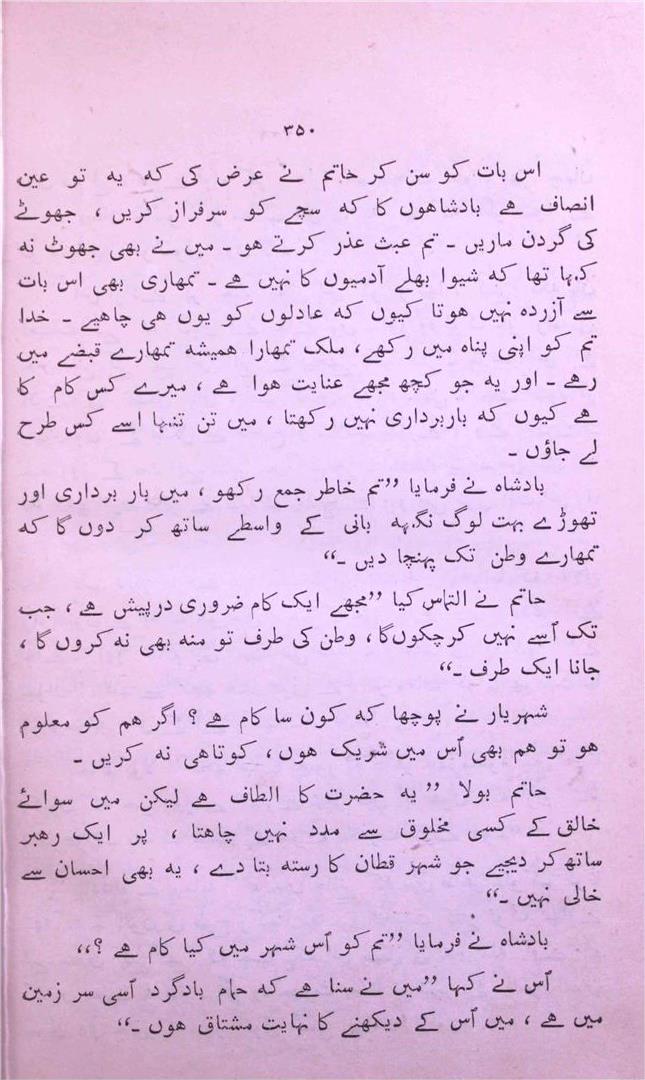 ۳۵۰
اس بات کو سن کر حاتم نے عرض کی کہ یہ تو عین
انصاف ہے بادشاہوں کا کہ سچے کو سرفراز کریں ، جھوٹے
کی گردن ماریں ۔ تم عبث عذر کرتے ہو ۔ میں نے بھی جھوٹ نہ
کہا تھا کہ شیوا بھلے آدمیوں کا نہیں ہے ۔ تمھاری بھی اس بات
سے آزردہ نہیں ہوتا کیوں کہ عادلوں کو یوں ہی چاہیے ۔ خدا
تم کو اپنی پناہ میں رکھے، ملک تمھارا ہمیشہ تمھارے قبضے میں
رہے ۔ اور یہ جو کچھ مجھے عنایت ہوا ہے ، میرے کس کام کا
ہے کیوں کہ باربرداری نہیں رکھتا ، میں تن تنہا اسے کس طرح
لے جاؤں ۔
بادشاہ نے فرمایا ”تم خاطر جمع رکھو ، میں بار برداری اور
تھوڑے بہت لوگ نگہہ بانی کے واسطے ساتھ کر دوں گا کہ
تمھارے وطن تک پہنچا دیں ۔“
حاتم نے التماس کیا ”مجھے ایک کام ضروری درپیش ہے ، جب
تک اُسے نہیں کرچکوں گا ، وطن کی طرف تو منہ بھی نہ کروں گا ،
جانا ایک طرف ۔“
شہریار نے پوچھا کہ کون سا کام ہے ؟ اگر ہم کو معلوم
ہو تو ہم بھی اُس میں شریک ہوں ، کوتاہی نہ کریں ۔
حاتم بولا ”یہ حضرت کا الطاف ہے لیکن میں سوائے
خالق کے کسی مخلوق سے مدد نہیں چاہتا ، پر ایک رہبر
ساتھ کر دیجیے جو شہر قطان کا رستہ بتا دے ، یہ بھی احسان سے
خالی نہیں ۔“
بادشاہ نے فرمایا ”تم کو اُس شہر میں کیا کام ہے ؟“
اُس نے کہا ”میں نے سنا ہے کہ حمام بادگرد اُسی سر زمین
میں ہے ، میں اُس کے دیکھنے کا نہایت مشتاق ہوں ۔“